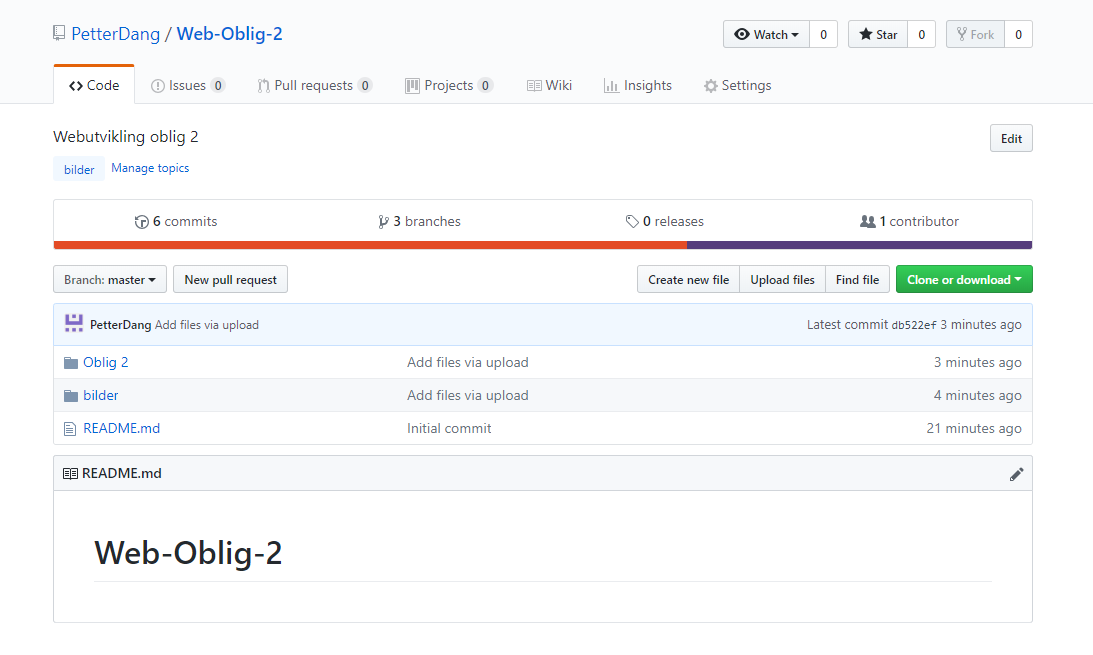 PetterDang / Web-Oblig-2
Watch 0 Star 0 Fork 0
Code Issues 0 Pull requests 0 Projects 0 Wiki Insights Settings
Webutvikling oblig 2
Edit
bilder Manage topics
6 commits 3 branches 0 releases 1 contributor
Branch: master New pull request Create new file Upload files Find file Clone or download
PetterDang Add files via upload Latest commit db522ef 3 minutes ago
Oblig 2 Add files via upload 3 minutes ago
bilder Add files via upload 4 minutes ago
README.md Initial commit 21 minutes ago
README.md
Web-Oblig-2